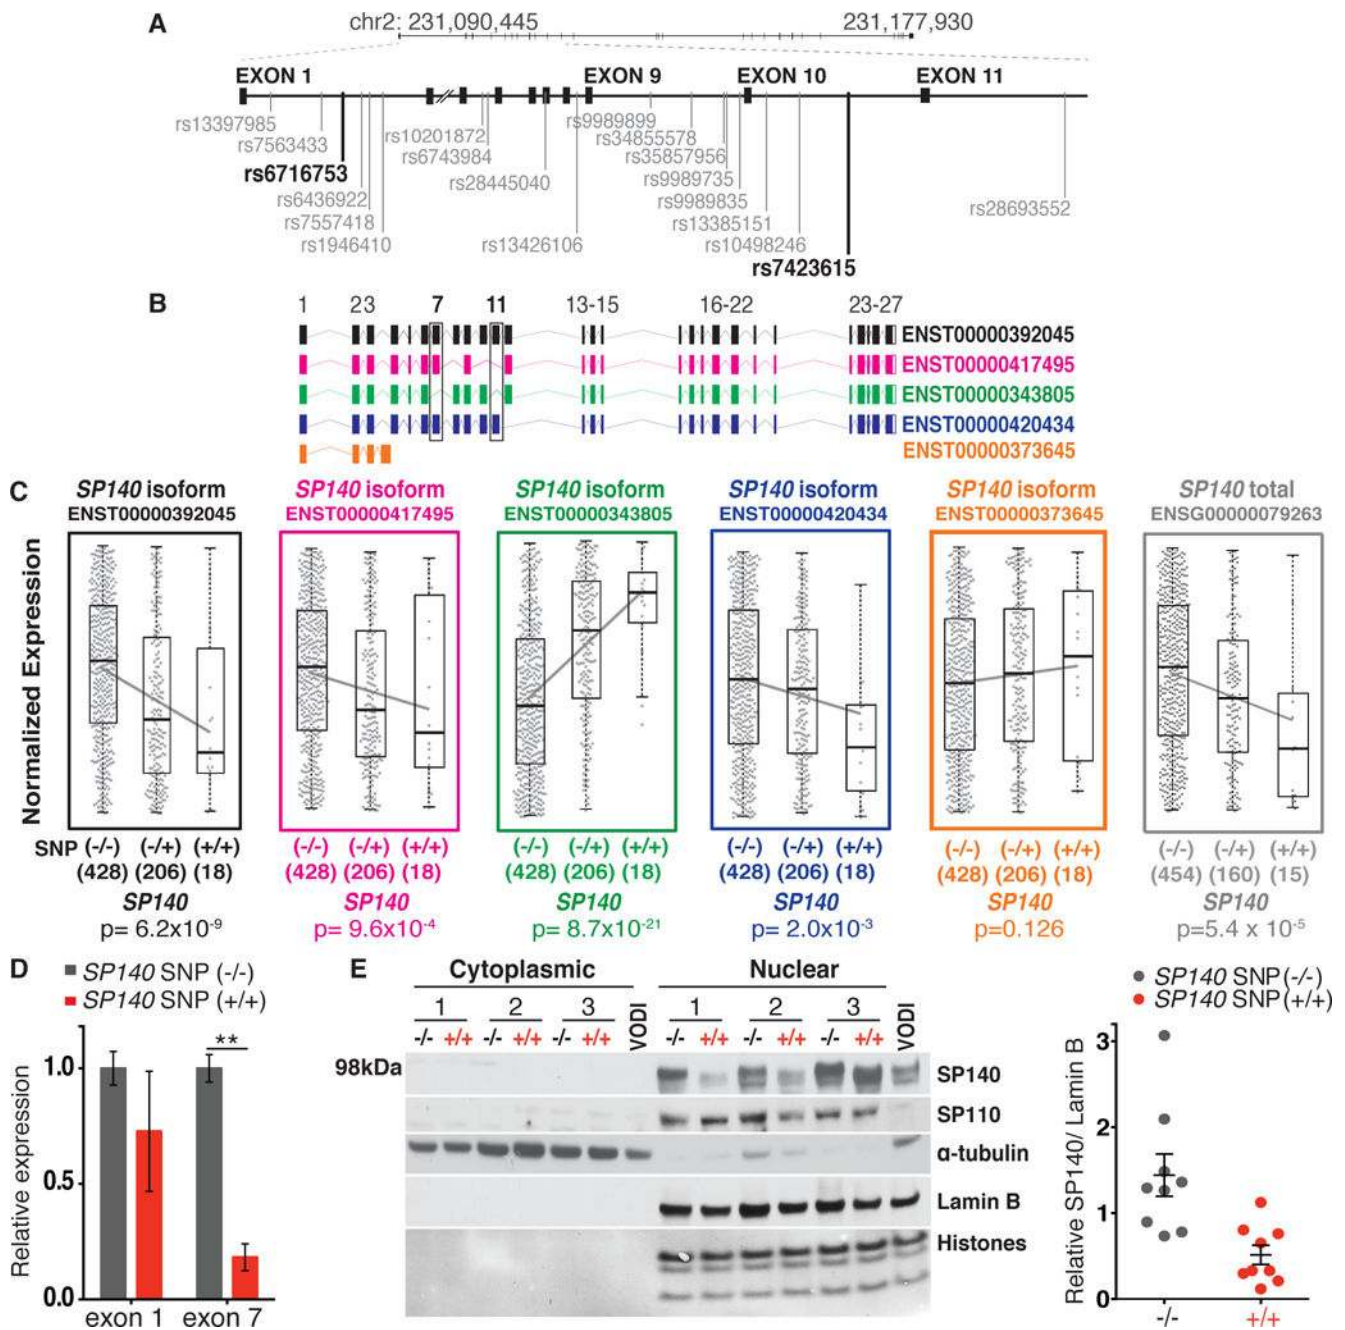 A
chr2: 231,090,445
231,177,930
EXON 1
EXON 9
EXON 10
EXON 11
rs13397985
rs7563433
rs6716753
rs6436922
rs7557418
rs1946410
rs10201872
rs6743984
rs28445040
rs13426106
rs9989899
rs34855578
rs35857956
rs9989735
rs9989835
rs13385151
rs10498246
rs7423615
rs28693552
B
1 23 7 11 13-15 16-22 23-27
ENST00000392045
ENST00000417495
ENST00000343805
ENST00000420434
ENST00000373645
C
Normalized Expression
SP140 isoform
ENST00000392045
SP140 isoform
ENST00000417495
SP140 isoform
ENST00000343805
SP140 isoform
ENST00000420434
SP140 isoform
ENST00000373645
SP140 total
ENSG00000079263
SNP (-/-) (-/+) (+/+)
(428) (206) (18)
SP140
p= 6.2x10-9
(-/-) (-/+) (+/+)
(428) (206) (18)
SP140
p= 9.6x10-4
(-/-) (-/+) (+/+)
(428) (206) (18)
SP140
p= 8.7x10-21
(-/-) (-/+) (+/+)
(428) (206) (18)
SP140
p= 2.0x10-3
(-/-) (-/+) (+/+)
(428) (206) (18)
SP140
p=0.126
(-/-) (-/+) (+/+)
(454) (160) (15)
SP140
p=5.4 x 10-5
D
SP140 SNP (-/-)
SP140 SNP (+/+)
Relative expression
1.0
0.5
0.0
**
exon 1 exon 7
E
Cytoplasmic Nuclear
1 2 3 VODI 1 2 3 VODI
-/- +/+ -/- +/+ -/- +/+ -/- +/+ -/- +/+ -/- +/+
98kDa
SP140
SP110
α-tubulin
Lamin B
Histones
SP140 SNP (-/-)
SP140 SNP (+/+)
Relative SP140/ Lamin B
3
2
1
0
-/- +/+